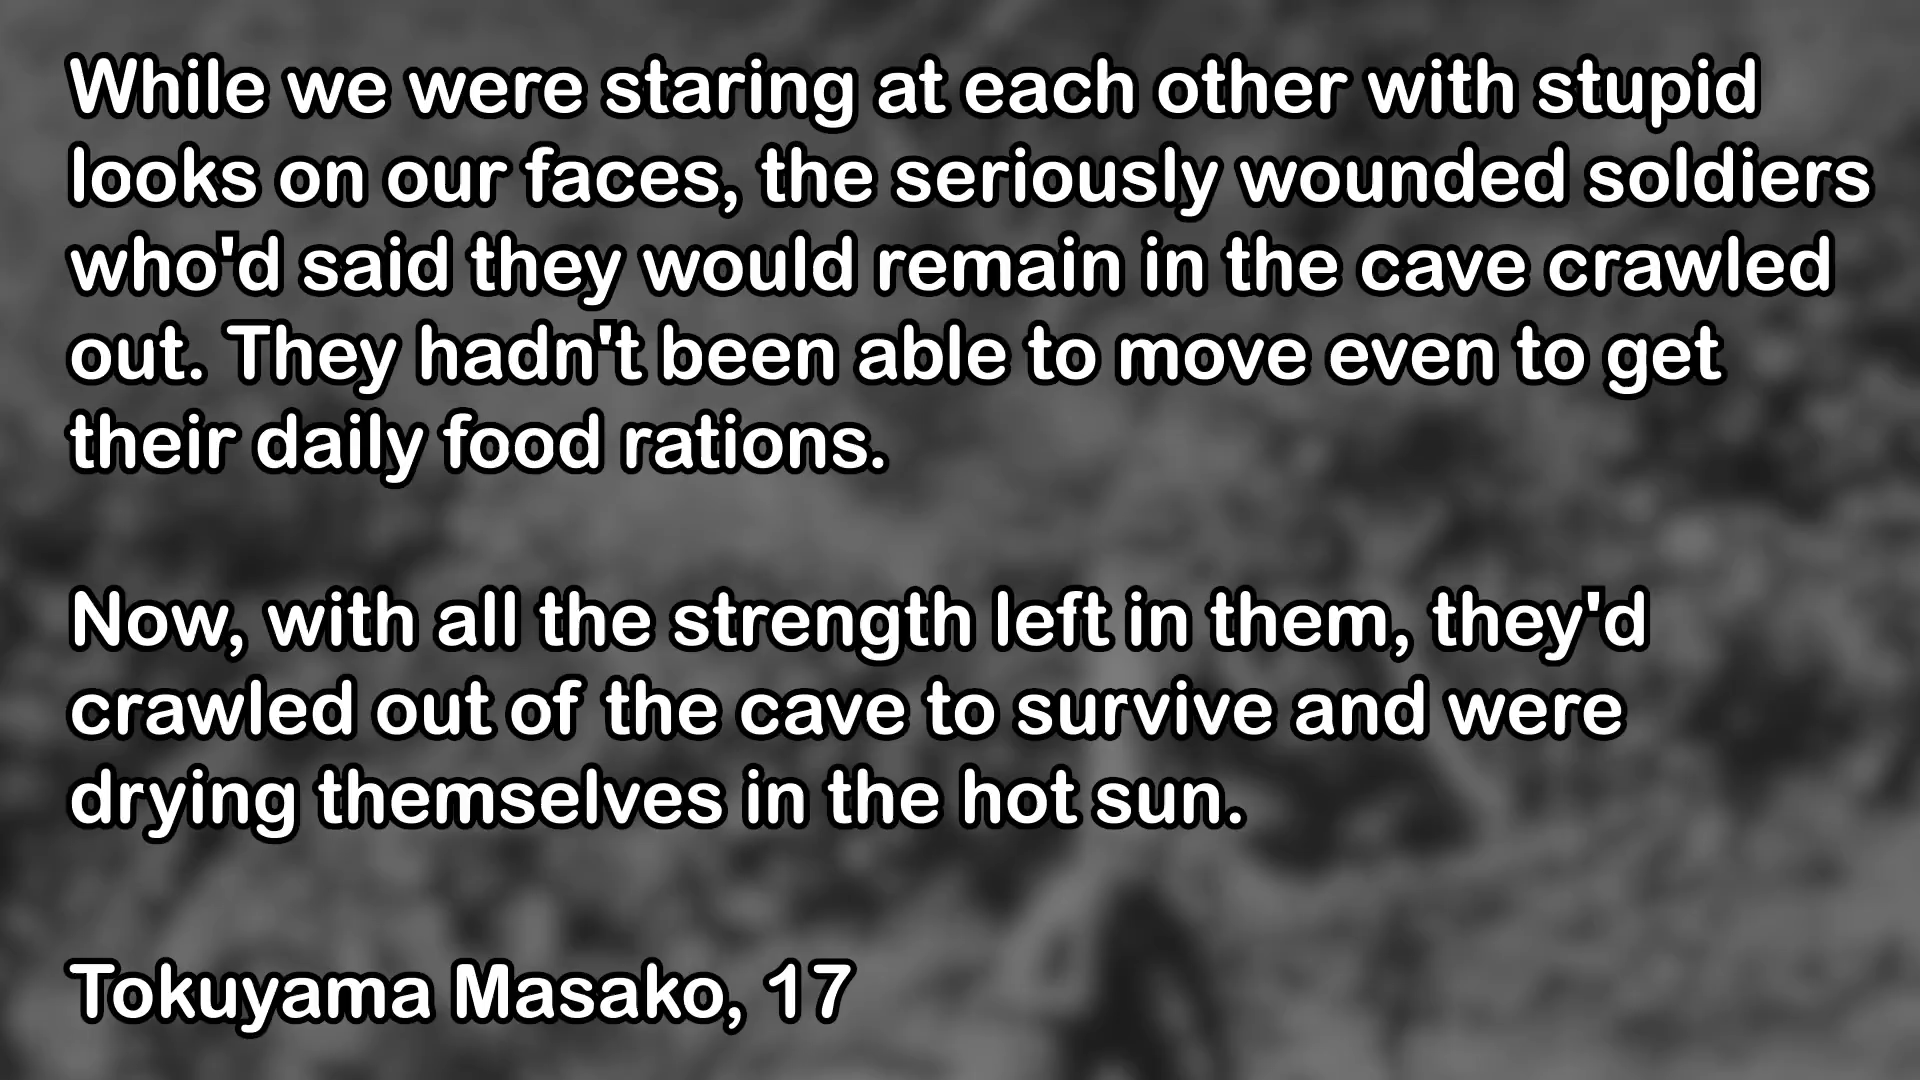 While we were staring at each other with stupid
looks on our faces, the seriously wounded soldiers
who'd said they would remain in the cave crawled
out. They hadn't been able to move even to get
their daily food rations.
Now, with all the strength left in them, they'd
crawled out of the cave to survive and were
drying themselves in the hot sun.
Tokuyama Masako, 17